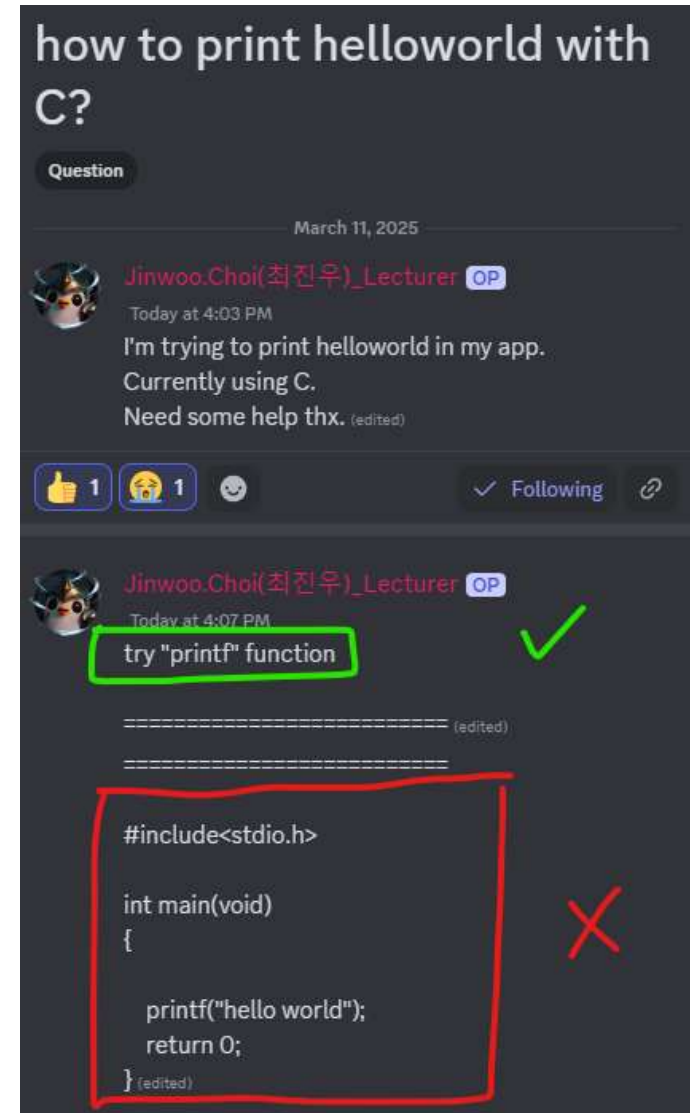 how to print helloworld with
C?
Question
March 11, 2025
Jinwoo.Choi(최진우)_Lecturer OP
Today at 4:03 PM
I'm trying to print helloworld in my app.
Currently using C.
Need some help thx. (edited)
1 1 Following
Jinwoo.Choi(최진우)_Lecturer OP
Today at 4:07 PM
try "printf" function
========================== (edited)
==========================
#include<stdio.h>
int main(void)
{
printf("hello world");
return 0;
} (edited)